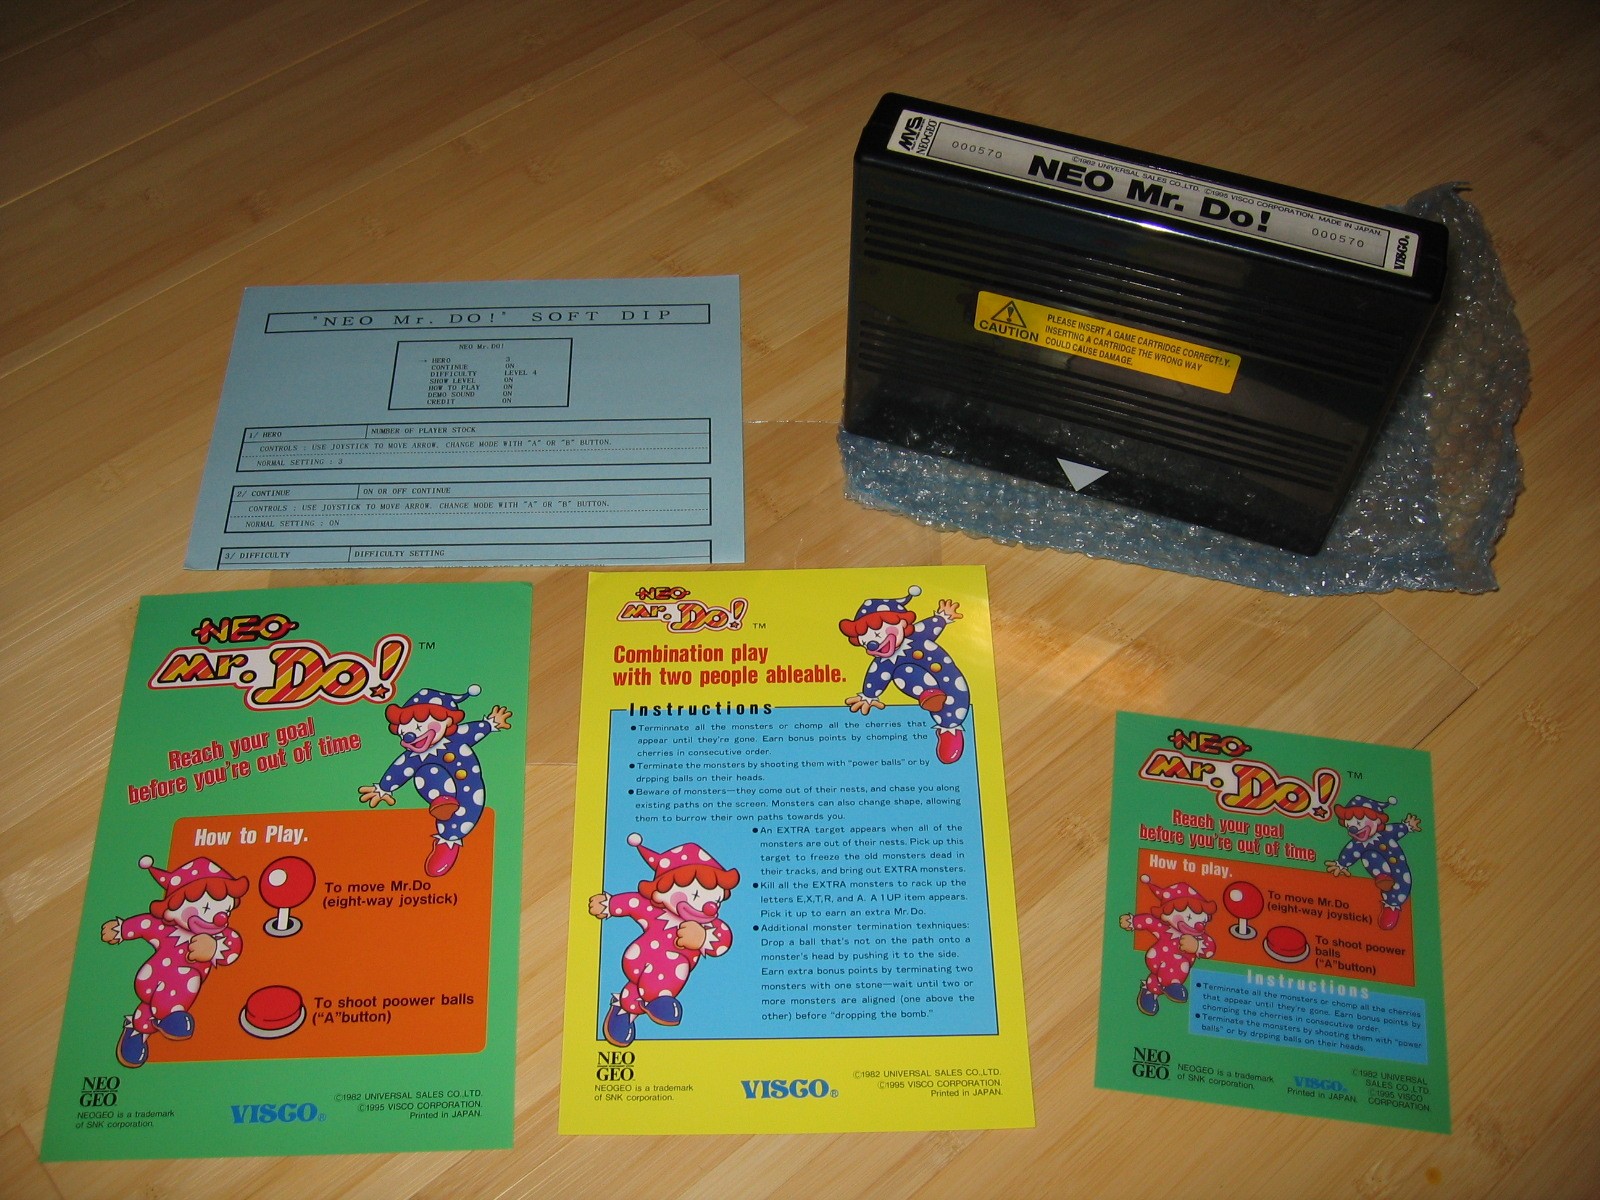 MVS
NEO·GEO
000570
©1982 UNIVERSAL SALES CO.,LTD. ©1995 VISCO CORPORATION. MADE IN JAPAN.
NEO Mr. Do!
000570
VISCO®
CAUTION
PLEASE INSERT A GAME CARTRIDGE CORRECTLY.
INSERTING A CARTRIDGE THE WRONG WAY
COULD CAUSE DAMAGE.
"NEO Mr. DO!" SOFT DIP
NEO Mr.DO!
→ HERO 3
CONTINUE ON
DIFFICULTY LEVEL 4
SHOW LEVEL ON
HOW TO PLAY ON
DEMO SOUND ON
CREDIT ON
1/ HERO NUMBER OF PLAYER STOCK
CONTROLS : USE JOYSTICK TO MOVE ARROW. CHANGE MODE WITH "A" OR "B" BUTTON.
NORMAL SETTING : 3
2/ CONTINUE ON OR OFF CONTINUE
CONTROLS : USE JOYSTICK TO MOVE ARROW. CHANGE MODE WITH "A" OR "B" BUTTON.
NORMAL SETTING : ON
3/ DIFFICULTY DIFFICULTY SETTING
NEO
Mr. Do! ™
Reach your goal
before you're out of time
How to Play.
To move Mr.Do
(eight-way joystick)
To shoot poower balls
("A"button)
NEO
GEO
NEOGEO is a trademark
of SNK corporation.
VISCO®
©1982 UNIVERSAL SALES CO.,LTD.
©1995 VISCO CORPORATION.
Printed in JAPAN.
NEO
Mr. Do! ™
Combination play
with two people ableable.
Instructions
●Terminnate all the monsters or chomp all the cherries that
appear until they're gone. Earn bonus points by chomping the
cherries in consecutive order.
●Terminate the monsters by shooting them with "power balls" or by
drpping balls on their heads.
●Beware of monsters—they come out of their nests, and chase you along
existing paths on the screen. Monsters can also change shape, allowing
them to burrow their own paths towards you.
●An EXTRA target appears when all of the
monsters are out of their nests. Pick up this
target to freeze the old monsters dead in
their tracks, and bring out EXTRA monsters.
●Kill all the EXTRA monsters to rack up the
letters E,X,T,R, and A. A 1UP item appears.
Pick it up to earn an extra Mr.Do.
●Additional monster termination texhniques:
Drop a ball that's not on the path onto a
monster's head by pushing it to the side.
Earn extra bonus points by terminating two
monsters with one stone—wait until two or
more monsters are aligned (one above the
other) before "dropping the bomb."
NEO
GEO
NEOGEO is a trademark
of SNK corporation.
VISCO®
©1982 UNIVERSAL SALES CO.,LTD.
©1995 VISCO CORPORATION.
Printed in JAPAN.
NEO
Mr. Do! ™
Reach your goal
before you're out of time
How to play.
To move Mr.Do
(eight-way joystick)
To shoot poower
balls
("A"button)
Instructions
●Terminnate all the monsters or chomp all the cherries
that appear until they're gone. Earn bonus points by
chomping the cherries in consecutive order.
●Terminate the monsters by shooting them with "power
balls" or by drpping balls on their heads.
NEO
GEO
NEOGEO is a trademark
of SNK corporation.
VISCO®
Printed in JAPAN.
©1982 UNIVERSAL
SALES CO.,LTD.
©1995 VISCO
CORPORATION.